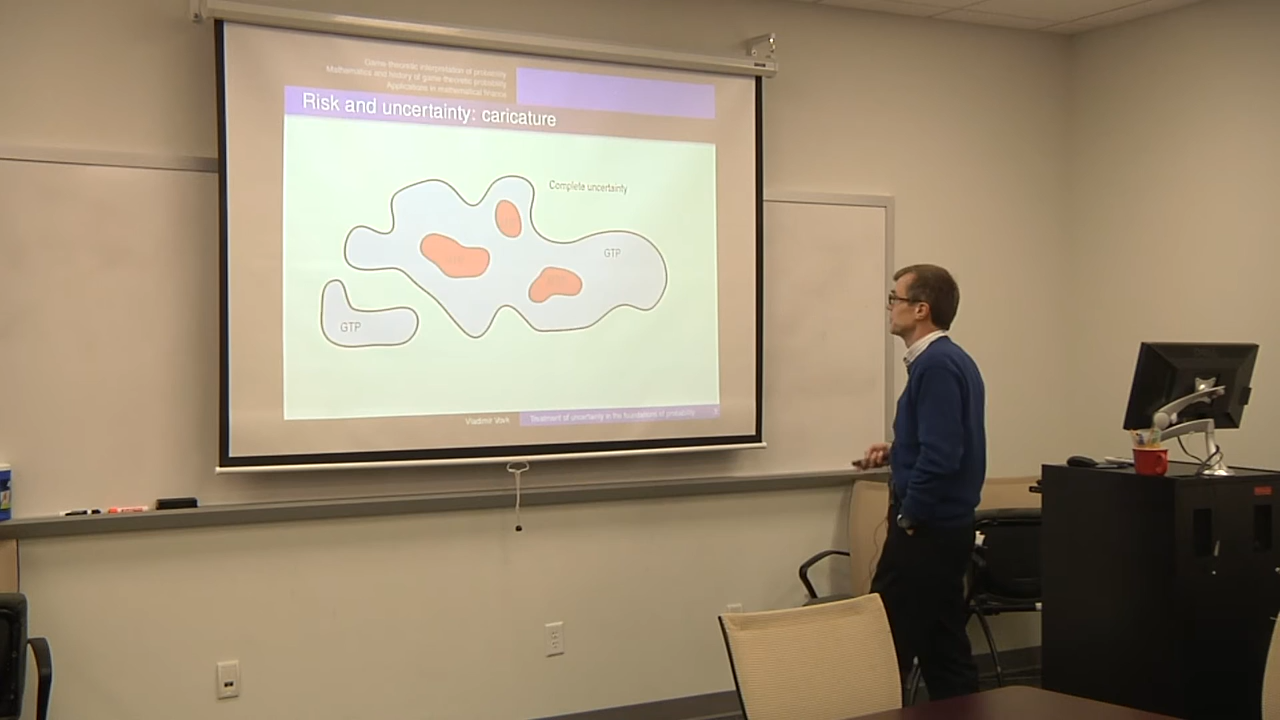 Game-theoretic interpretation of probability
Mathematics and history of game-theoretic probability
Applications in mathematical finance
Risk and uncertainty: caricature
Complete uncertainty
GTP
GTP
Vladimir Vovk
Treatment of uncertainty in the foundations of probability